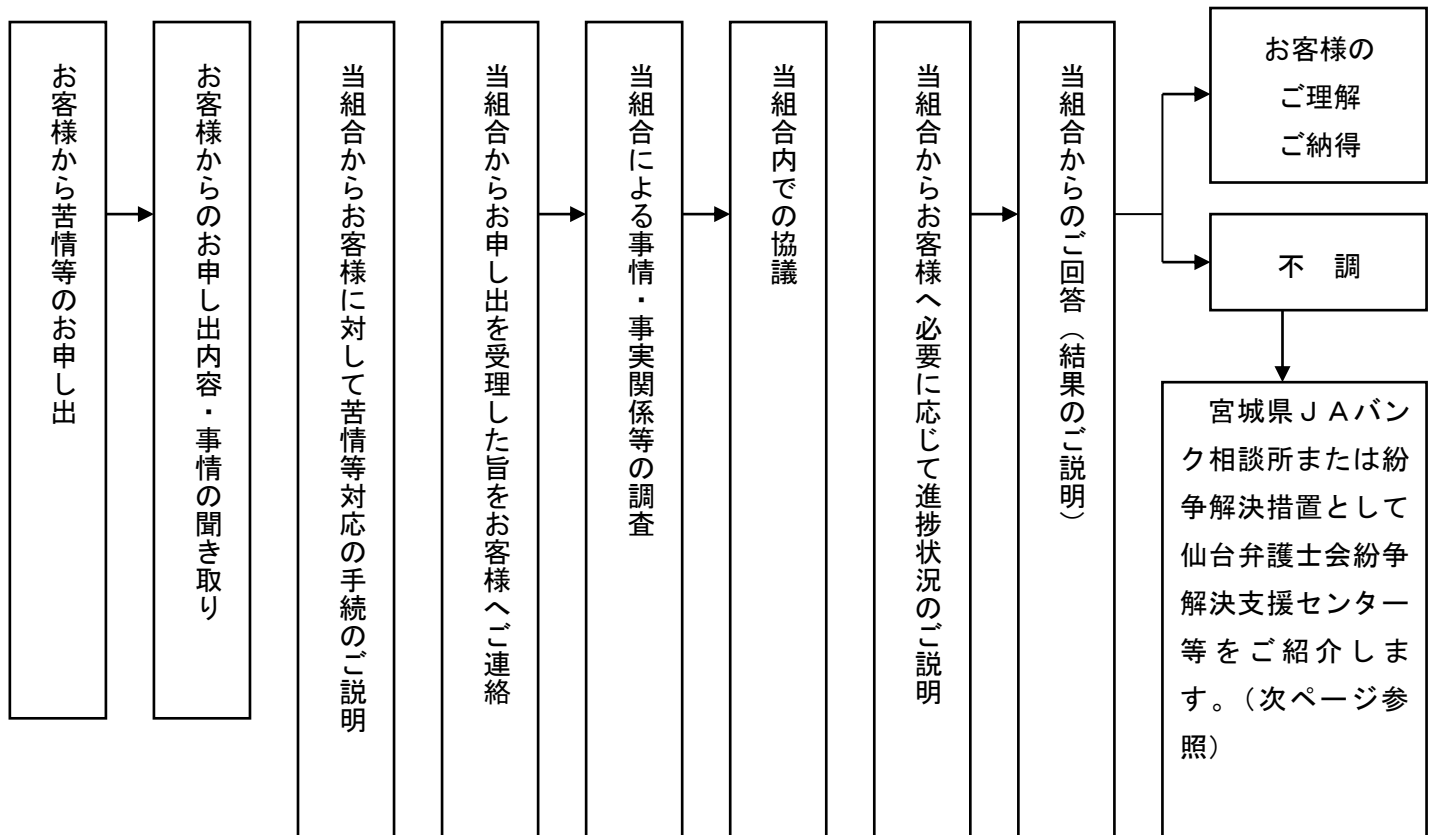 お客様から苦情等のお申し出
お客様からのお申し出内容・事情の聞き取り
当組合からお客様に対して苦情等対応の手続のご説明
当組合からお申し出を受理した旨をお客様へご連絡
当組合による事情・事実関係等の調査
当組合内での協議
当組合からお客様へ必要に応じて進捗状況のご説明
当組合からのご回答（結果のご説明）
お客様の
ご理解
ご納得
不　調
宮城県ＪＡバン
ク相談所または紛
争解決措置として
仙台弁護士会紛争
解決支援センター
等をご紹介しま
す。（次ページ参
照）